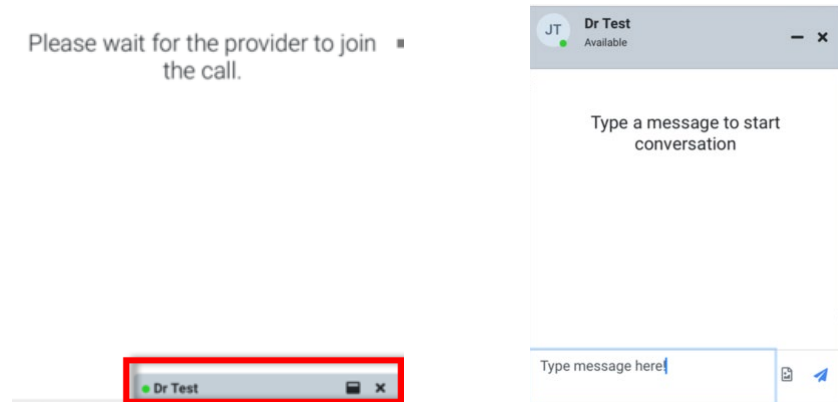 Please wait for the provider to join
the call.
Dr Test
JT
Dr Test
Available
Type a message to start
conversation
Type message here!